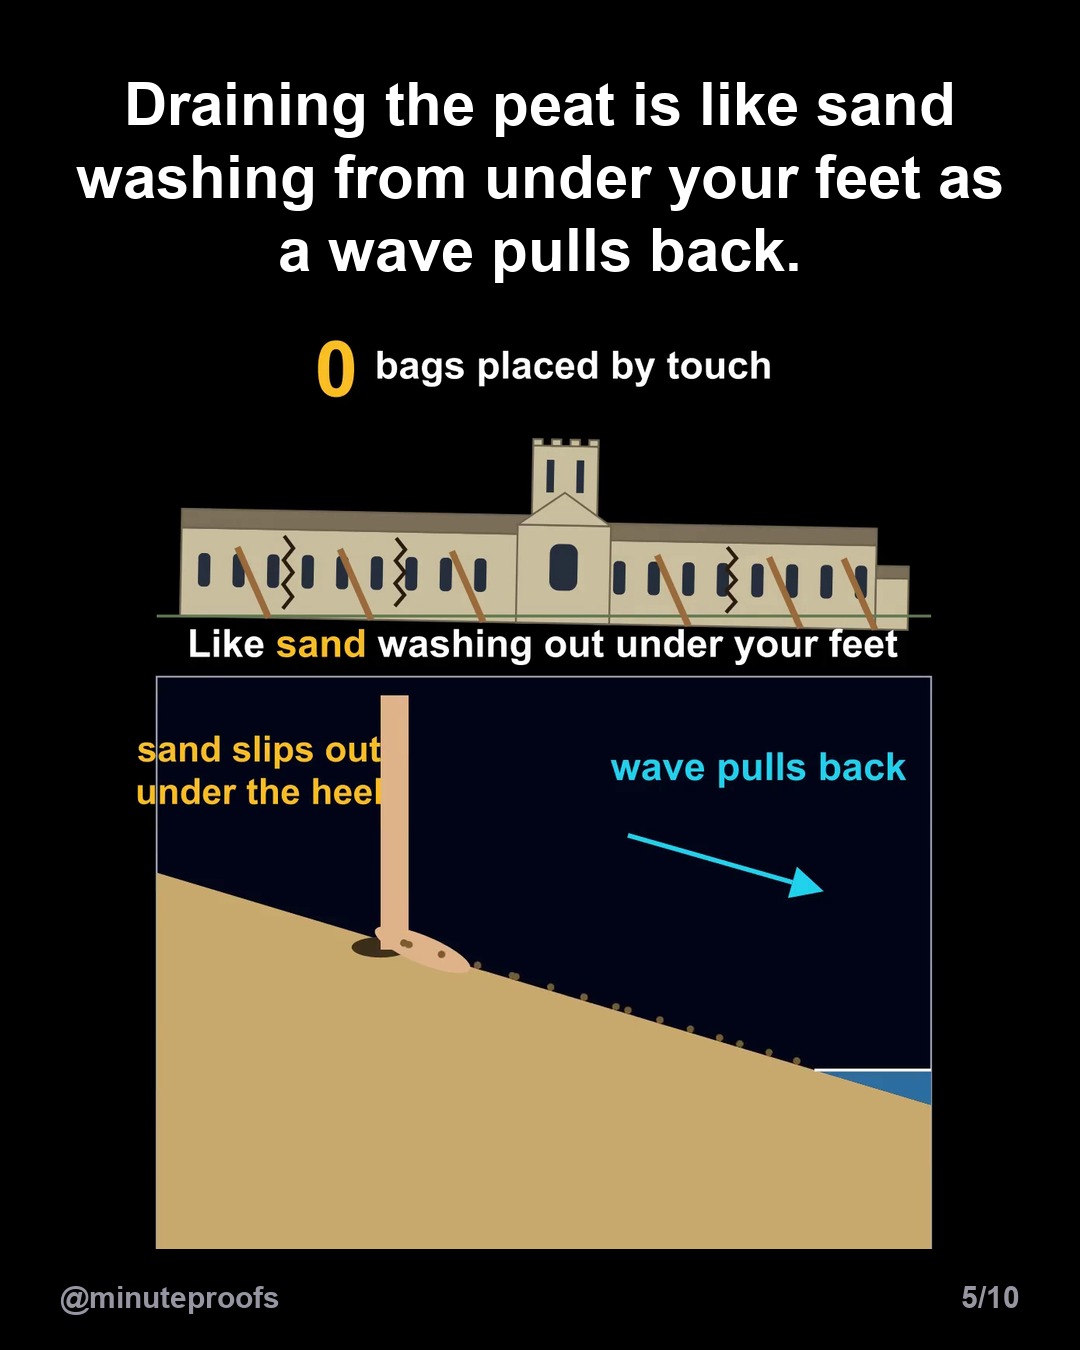 Draining the peat is like sand
washing from under your feet as
a wave pulls back.
0 bags placed by touch
Like sand washing out under your feet
sand slips out
under the heel
wave pulls back
@minuteproofs
5/10